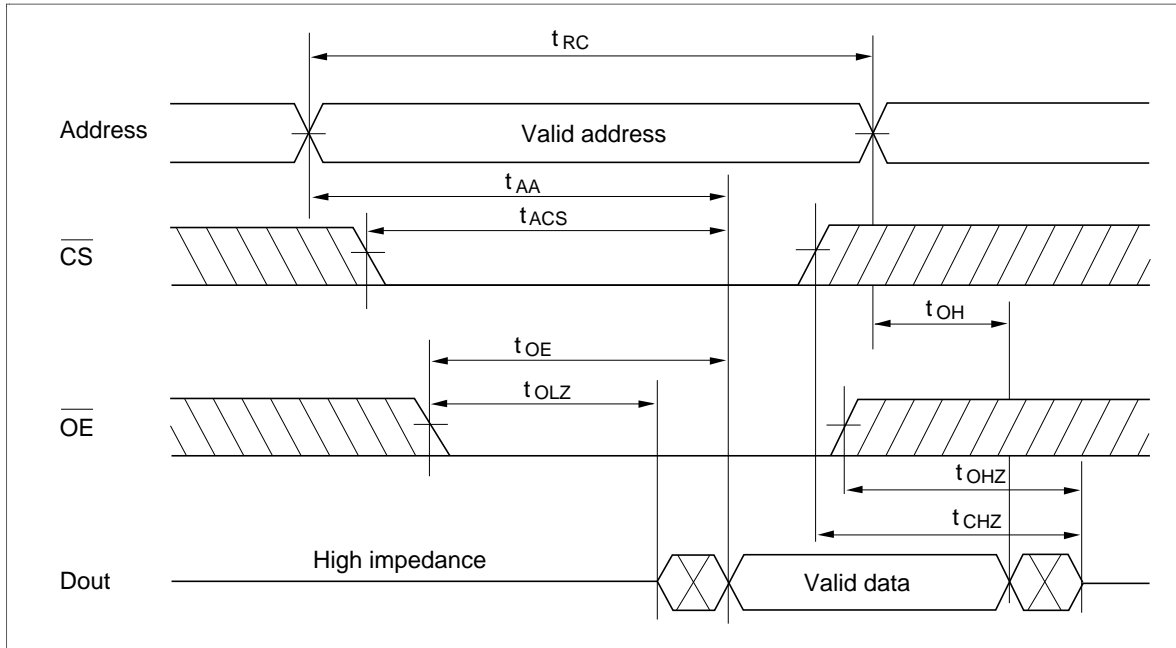 t RC
Address
Valid address
t AA
t ACS
CS
t OH
t OE
t OLZ
OE
t OHZ
t CHZ
High impedance
Dout
Valid data